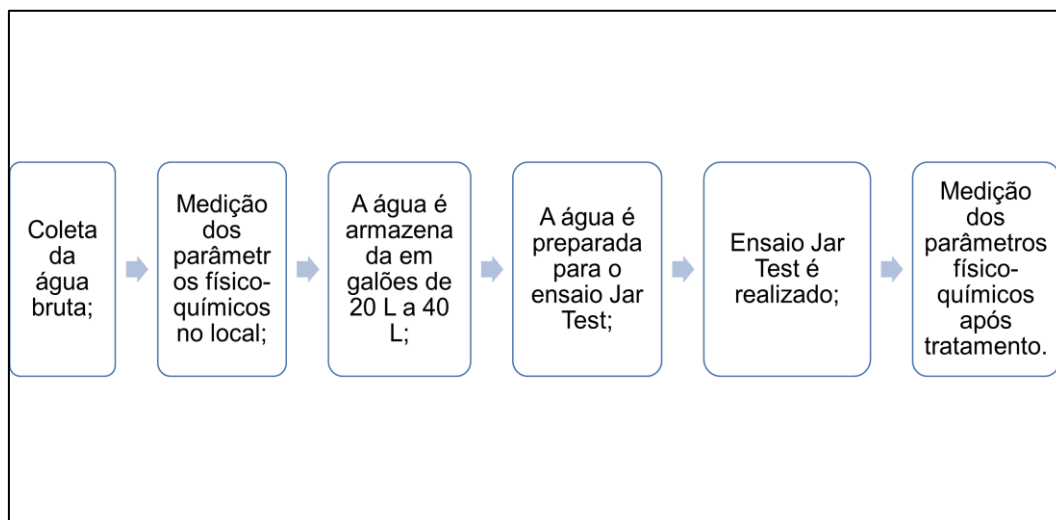 Coleta
da
água
bruta;
Medição
dos
parâmetr
os físico-
químicos
no local;
A água é
armazena
da em
galões de
20 L a 40
L;
A água é
preparada
para o
ensaio Jar
Test;
Ensaio Jar
Test é
realizado;
Medição
dos
parâmetros
físico-
químicos
após
tratamento.